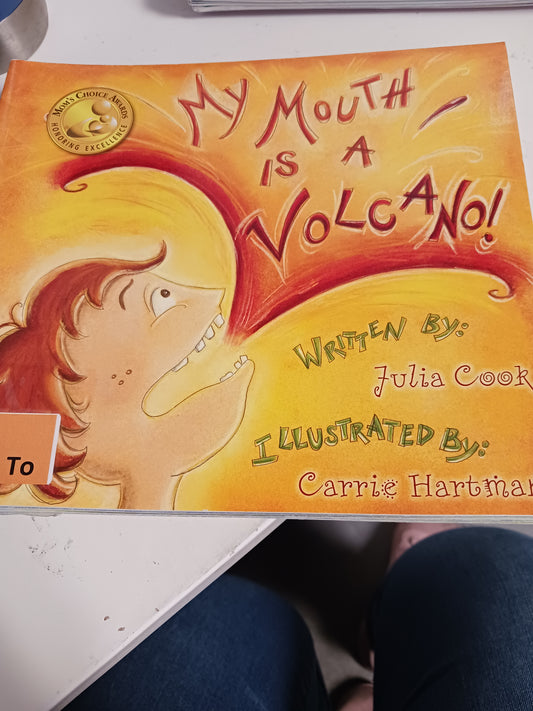 MOM'S CHOICE AWARDS
HONORING EXCELLENCE
MY MOUTH
IS A
VOLCANO!
WRITTEN BY:
Julia Cook
ILLUSTRATED BY:
Carrie Hartman
To